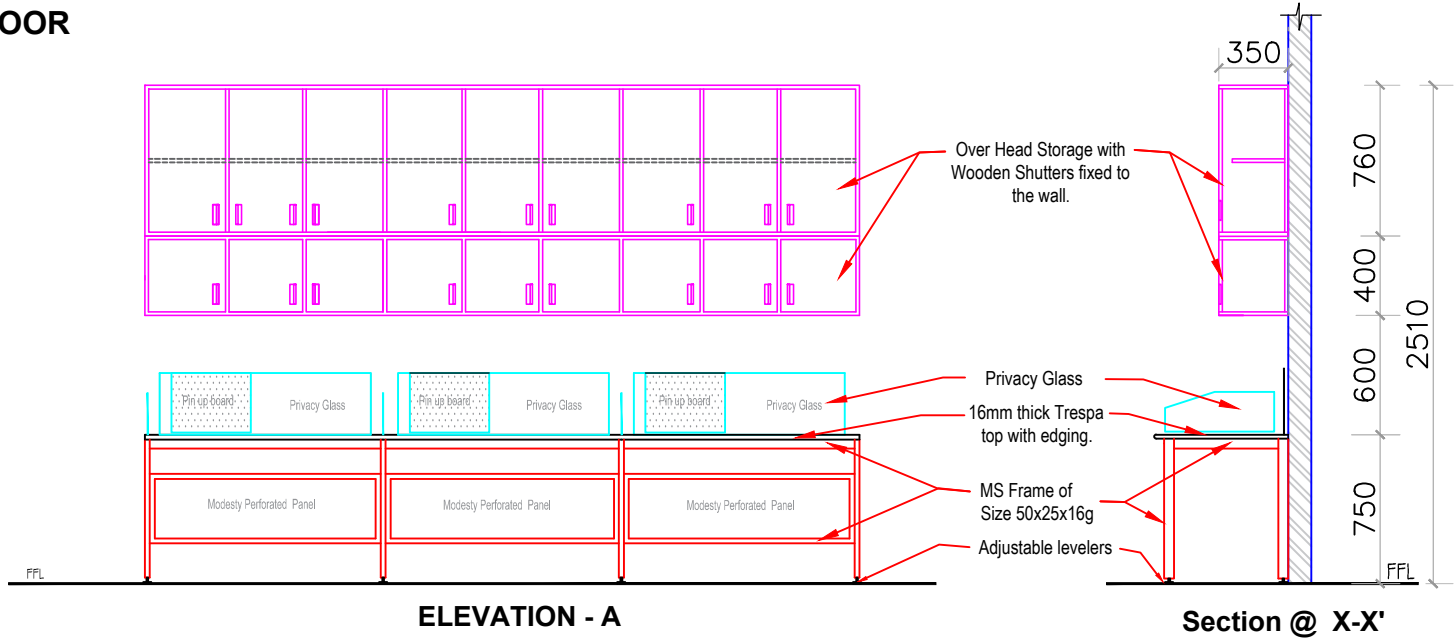 OOR
350
Over Head Storage with
Wooden Shutters fixed to
the wall.
760
400
600
750
2510
Pin up board
Privacy Glass
Pin up board
Privacy Glass
Pin up board
Privacy Glass
Privacy Glass
16mm thick Trespa
top with edging.
Modesty Perforated Panel
Modesty Perforated Panel
Modesty Perforated Panel
MS Frame of
Size 50x25x16g
Adjustable levelers
FFL
FFL
ELEVATION - A
Section @ X-X'